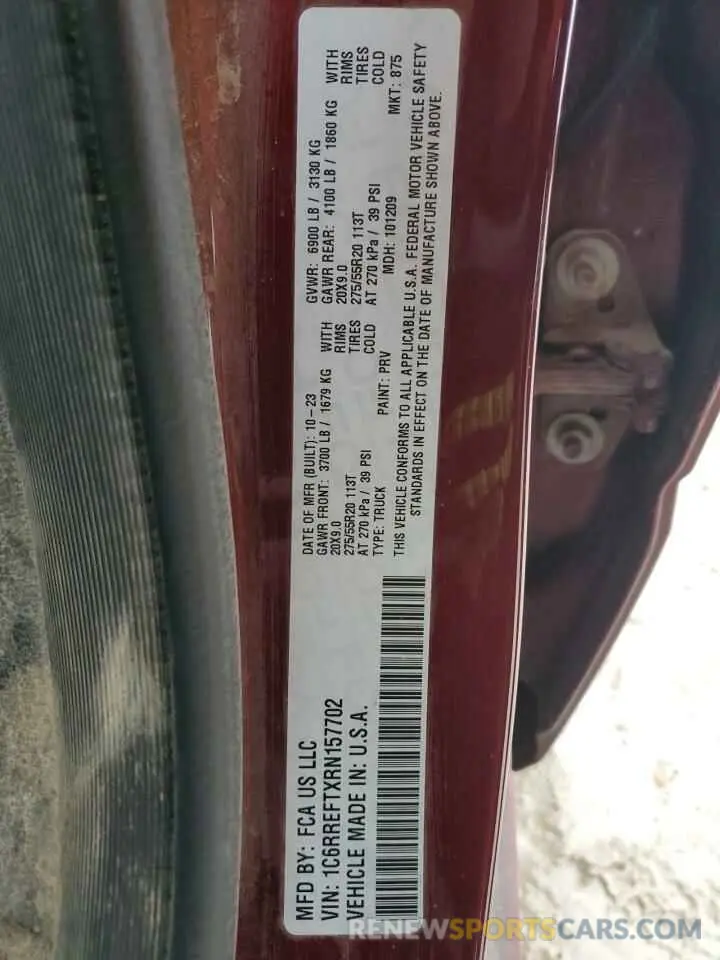 MFD BY: FCA US LLC
VIN: 1C6RREFTXRN157702
VEHICLE MADE IN: U.S.A.
DATE OF MFR (BUILT): 10-23
GAWR FRONT: 3700 LB / 1679 KG WITH
20X9.0 RIMS
275/55R20 113T TIRES
AT 270 kPa / 39 PSI COLD
TYPE: TRUCK PAINT: PRV
GVWR: 6900 LB / 3130 KG
GAWR REAR: 4100 LB / 1860 KG WITH
20X9.0 RIMS
275/55R20 113T TIRES
AT 270 kPa / 39 PSI COLD
MDH: 101209 MKT: 875
THIS VEHICLE CONFORMS TO ALL APPLICABLE U.S.A. FEDERAL MOTOR VEHICLE SAFETY
STANDARDS IN EFFECT ON THE DATE OF MANUFACTURE SHOWN ABOVE.
RENEWSPORTSCARS.COM